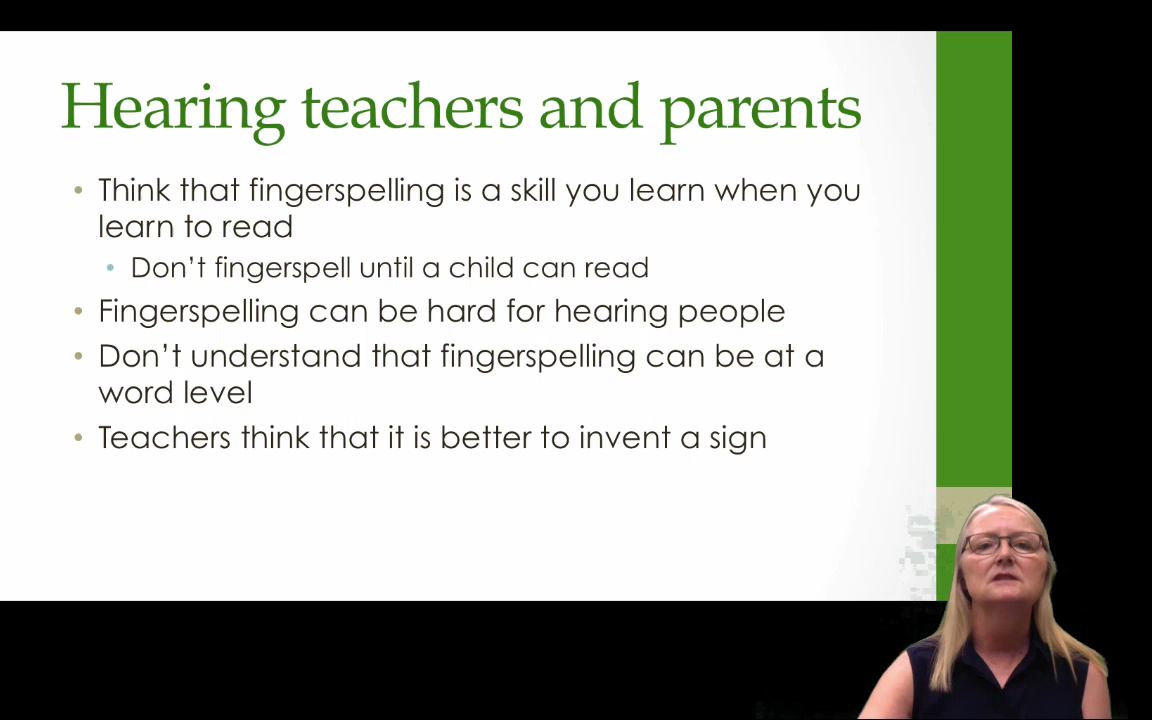 Hearing teachers and parents
• Think that fingerspelling is a skill you learn when you
learn to read
• Don’t fingerspell until a child can read
• Fingerspelling can be hard for hearing people
• Don’t understand that fingerspelling can be at a
word level
• Teachers think that it is better to invent a sign